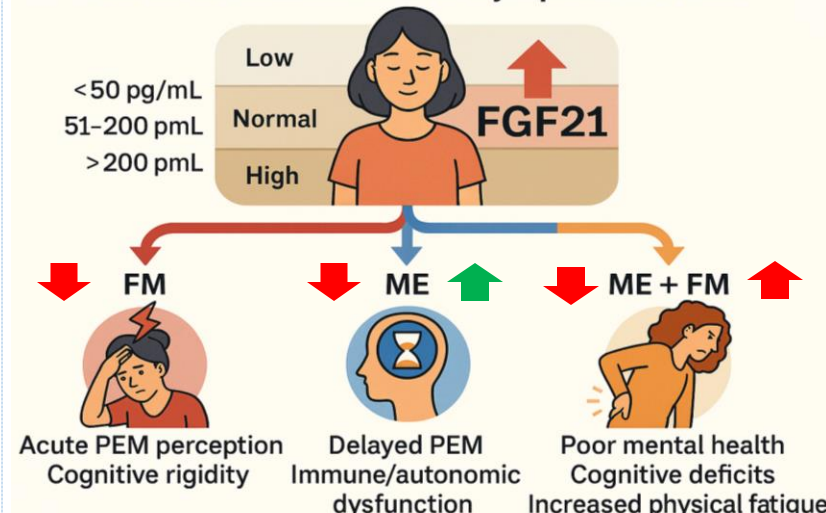 Low
<50 pg/mL
51–200 pmL
Normal
FGF21
>200 pmL
High
FM
ME
ME + FM
Acute PEM perception
Cognitive rigidity
Delayed PEM
Immune/autonomic
dysfunction
Poor mental health
Cognitive deficits
Increased physical fatigue